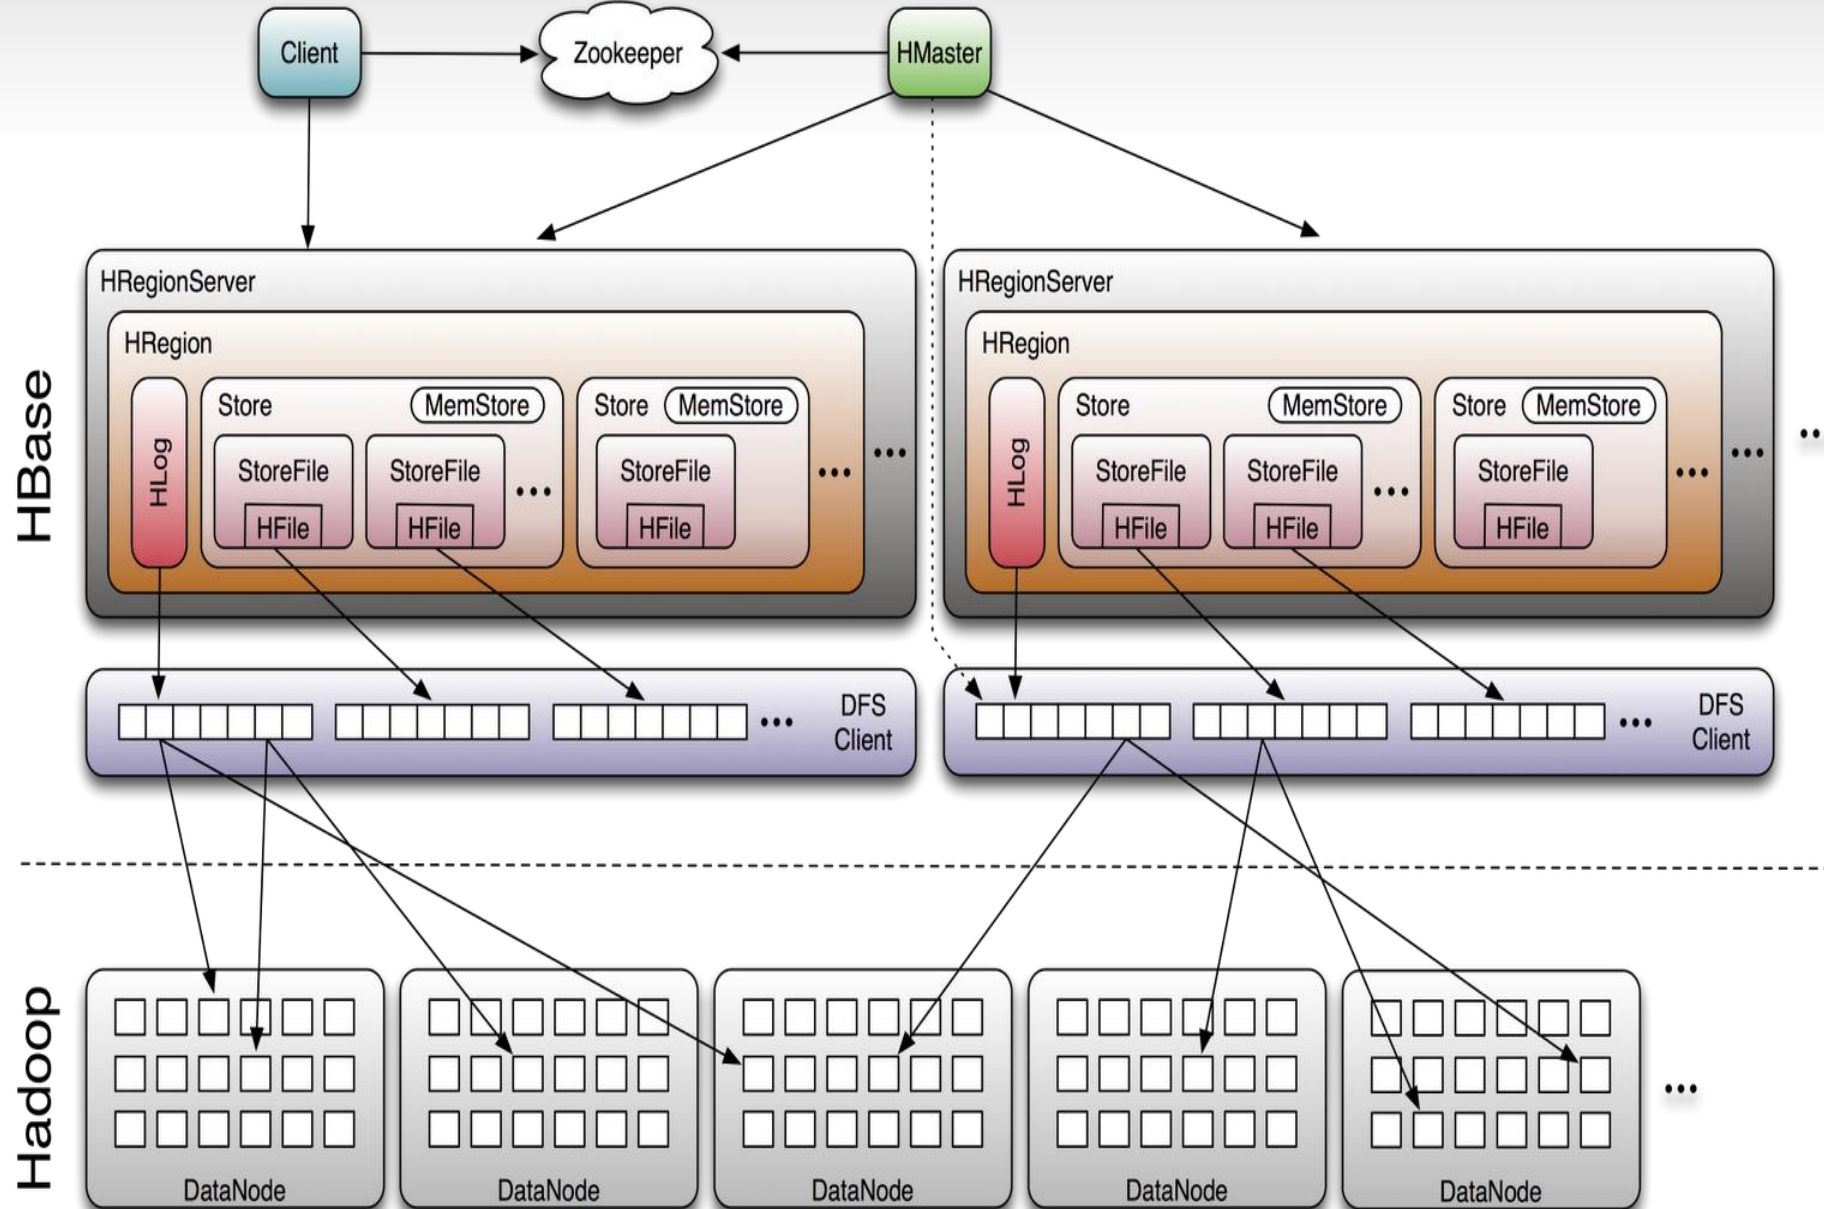 Client
Zookeeper
HMaster
HBase
HRegionServer
HRegion
HLog
Store
MemStore
StoreFile
HFile
StoreFile
HFile
...
Store
MemStore
StoreFile
HFile
...
...
HRegionServer
HRegion
HLog
Store
MemStore
StoreFile
HFile
StoreFile
HFile
...
Store
MemStore
StoreFile
HFile
...
...
..
...
DFS
Client
...
DFS
Client
Hadoop
DataNode
DataNode
DataNode
DataNode
DataNode
...